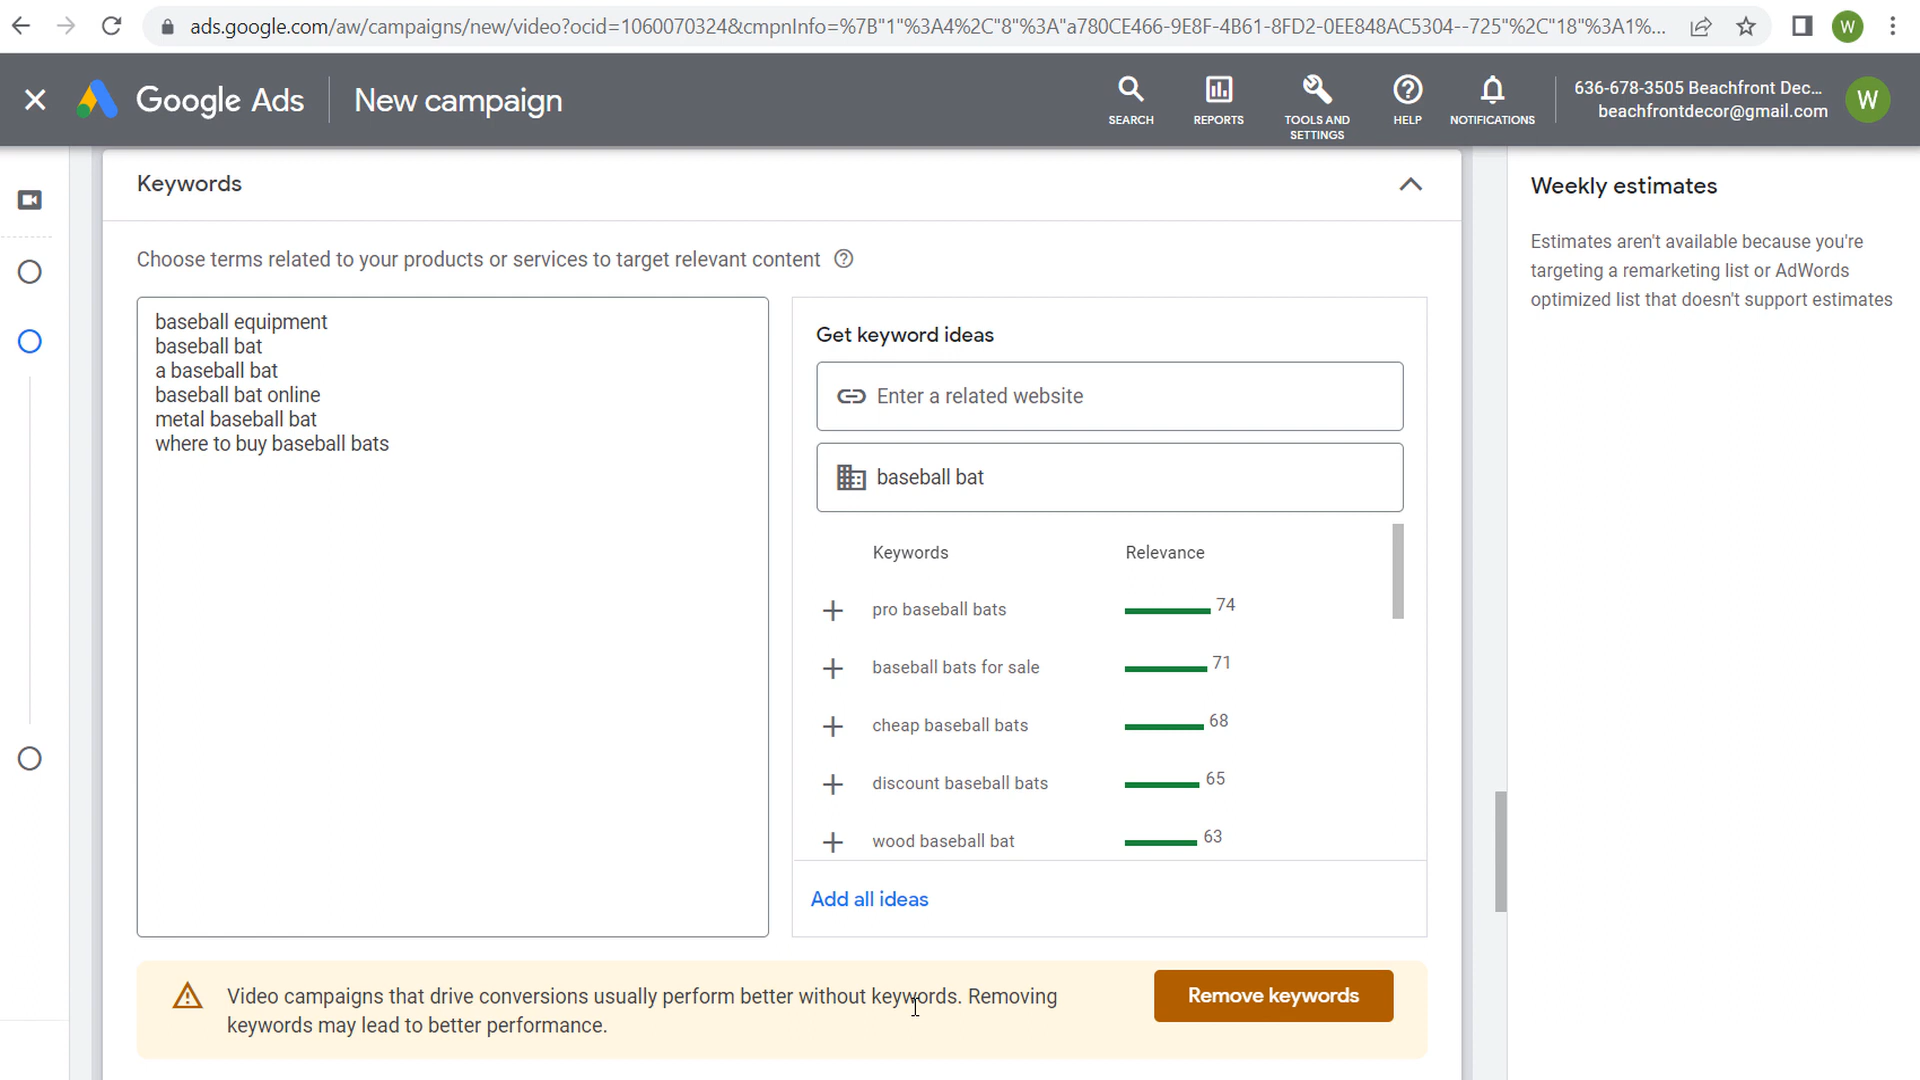 ads.google.com/aw/campaigns/new/video?ocid=1060070324&cmpnInfo=%7B"1"%3A4%2C"8"%3A"a780CE466-9E8F-4B61-8FD2-0EE848AC5304--725"%2C"18"%3A1%...
W
Google Ads
New campaign
SEARCH
REPORTS
TOOLS AND
SETTINGS
HELP
NOTIFICATIONS
636-678-3505 Beachfront Dec...
beachfrontdecor@gmail.com
W
Keywords
Choose terms related to your products or services to target relevant content
baseball equipment
baseball bat
a baseball bat
baseball bat online
metal baseball bat
where to buy baseball bats
Get keyword ideas
Enter a related website
baseball bat
Keywords Relevance
pro baseball bats 74
baseball bats for sale 71
cheap baseball bats 68
discount baseball bats 65
wood baseball bat 63
Add all ideas
Video campaigns that drive conversions usually perform better without keywords. Removing
keywords may lead to better performance.
Remove keywords
Weekly estimates
Estimates aren't available because you're
targeting a remarketing list or AdWords
optimized list that doesn't support estimates